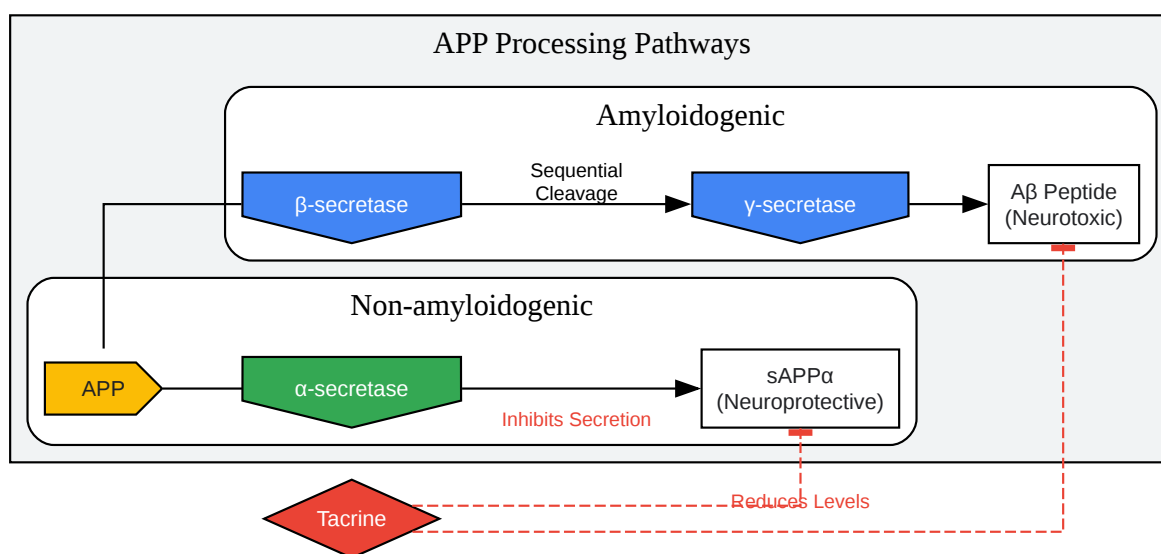 APP Processing Pathways
Amyloidogenic
Sequential
Cleavage
β-secretase
γ-secretase
Aβ Peptide
(Neurotoxic)
Non-amyloidogenic
APP
α-secretase
sAPPα
(Neuroprotective)
Inhibits Secretion
Reduces Levels
Tacrine